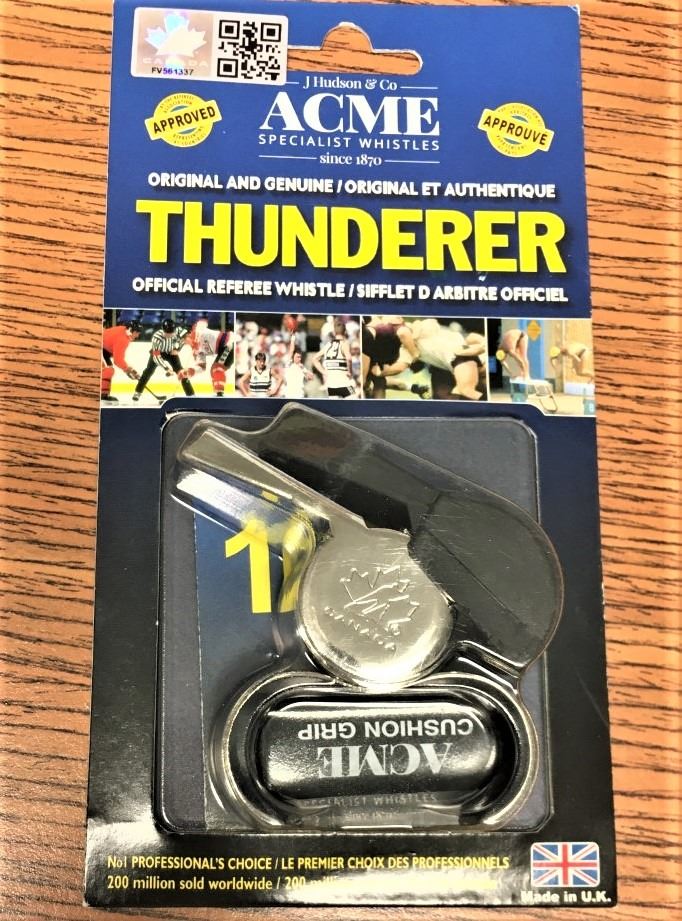 CANADA
FV561337
J Hudson & Co
ACME
SPECIALIST WHISTLES
since 1870
APPROVED
APPROUVE
ORIGINAL AND GENUINE / ORIGINAL ET AUTHENTIQUE
THUNDERER
OFFICIAL REFEREE WHISTLE / SIFFLET D ARBITRE OFFICIEL
CANADA
ACME
CUSHION GRIP
SPECIALIST WHISTLES
No1 PROFESSIONAL'S CHOICE / LE PREMIER CHOIX DES PROFESSIONNELS
200 million sold worldwide / 200
Made in U.K.